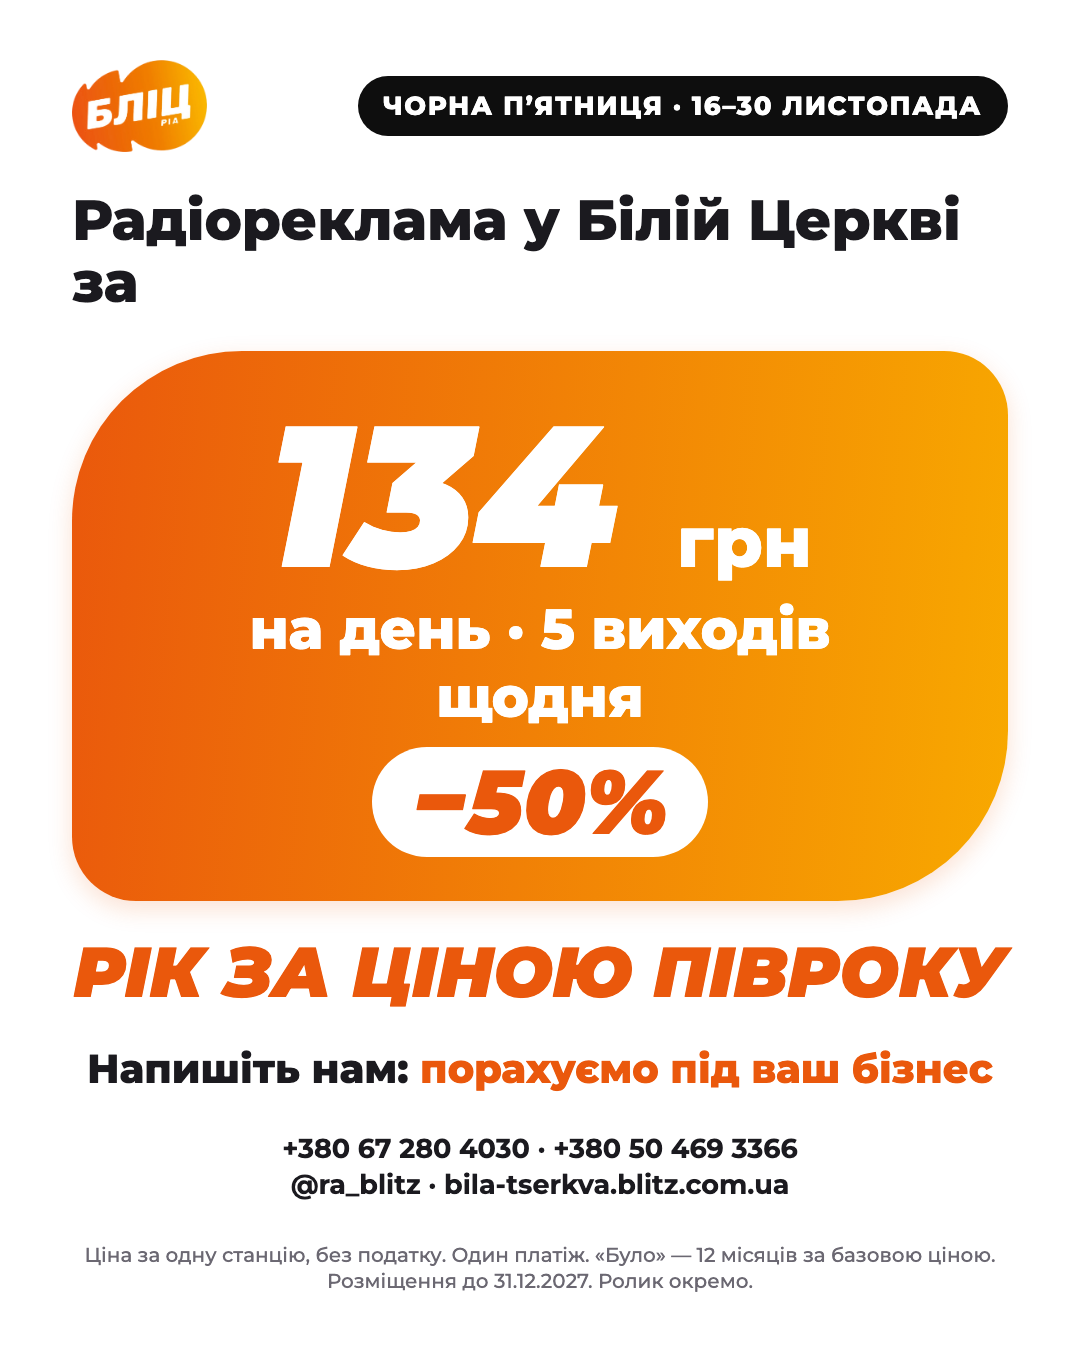 БЛІЦ
РІА
ЧОРНА П’ЯТНИЦЯ · 16–30 ЛИСТОПАДА
Радіореклама у Білій Церкві
за
134 грн
на день · 5 виходів
щодня
–50%
РІК ЗА ЦІНОЮ ПІВРОКУ
Напишіть нам: порахуємо під ваш бізнес
+380 67 280 4030 · +380 50 469 3366
@ra_blitz · bila-tserkva.blitz.com.ua
Ціна за одну станцію, без податку. Один платіж. «Було» — 12 місяців за базовою ціною.
Розміщення до 31.12.2027. Ролик окремо.